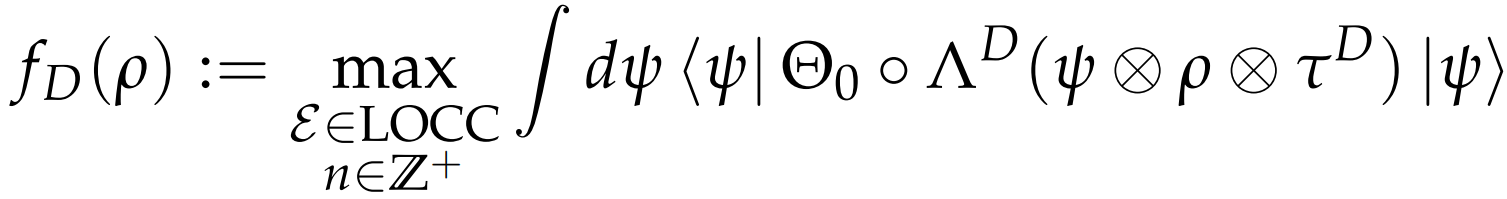 f_D(ρ) := max_{ℰ∈LOCC, n∈ℤ⁺} ∫ dψ ⟨ψ| Θ₀ ∘ Λ^D(ψ ⊗ ρ ⊗ τ^D) |ψ⟩